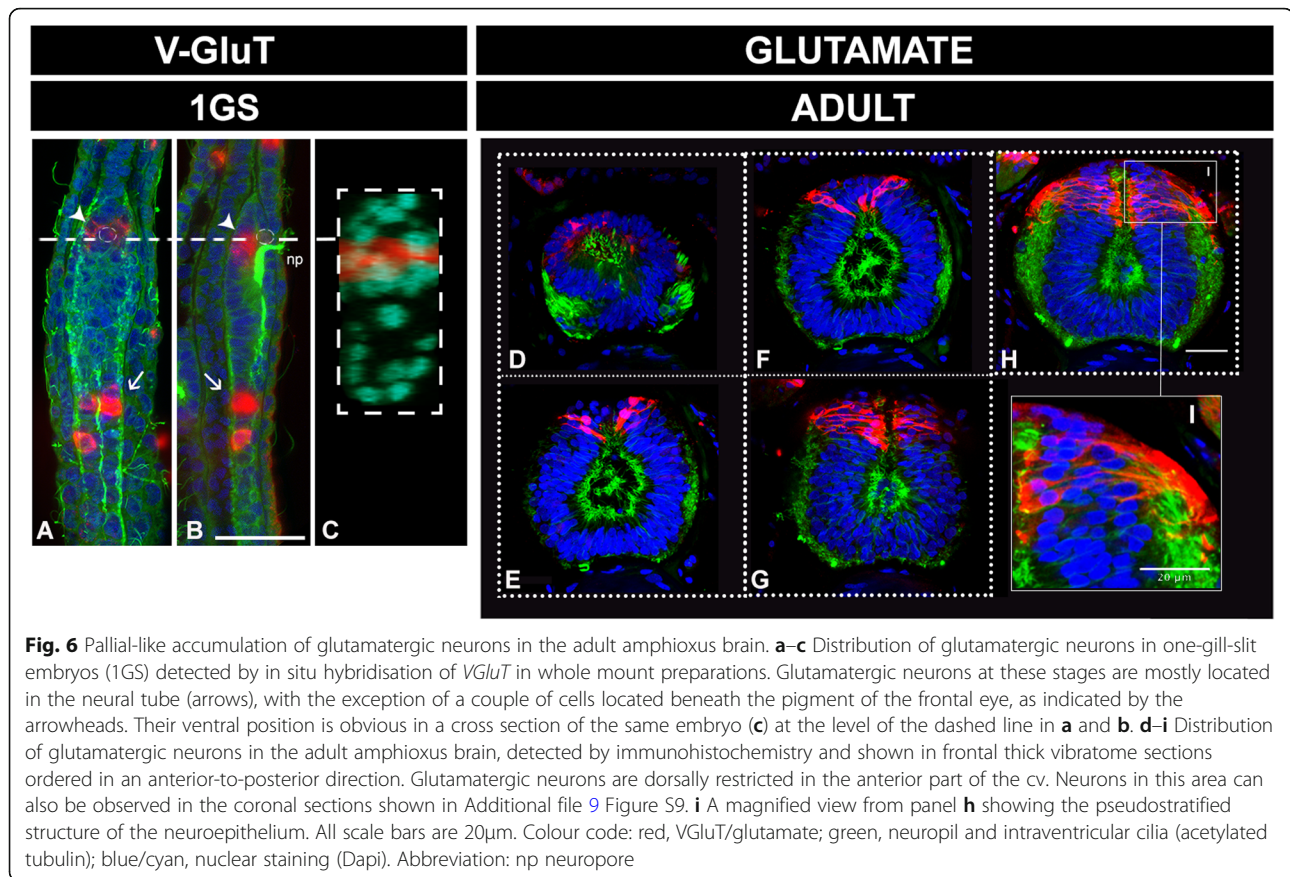 V-GluT
GLUTAMATE
1GS
ADULT
np
A
B
C
D
F
H
I
E
G
I
20 µm
Fig. 6 Pallial-like accumulation of glutamatergic neurons in the adult amphioxus brain. a–c Distribution of glutamatergic neurons in one-gill-slit
embryos (1GS) detected by in situ hybridisation of VGluT in whole mount preparations. Glutamatergic neurons at these stages are mostly located
in the neural tube (arrows), with the exception of a couple of cells located beneath the pigment of the frontal eye, as indicated by the
arrowheads. Their ventral position is obvious in a cross section of the same embryo (c) at the level of the dashed line in a and b. d–i Distribution
of glutamatergic neurons in the adult amphioxus brain, detected by immunohistochemistry and shown in frontal thick vibratome sections
ordered in an anterior-to-posterior direction. Glutamatergic neurons are dorsally restricted in the anterior part of the cv. Neurons in this area can
also be observed in the coronal sections shown in Additional file 9 Figure S9. i A magnified view from panel h showing the pseudostratified
structure of the neuroepithelium. All scale bars are 20µm. Colour code: red, VGluT/glutamate; green, neuropil and intraventricular cilia (acetylated
tubulin); blue/cyan, nuclear staining (Dapi). Abbreviation: np neuropore